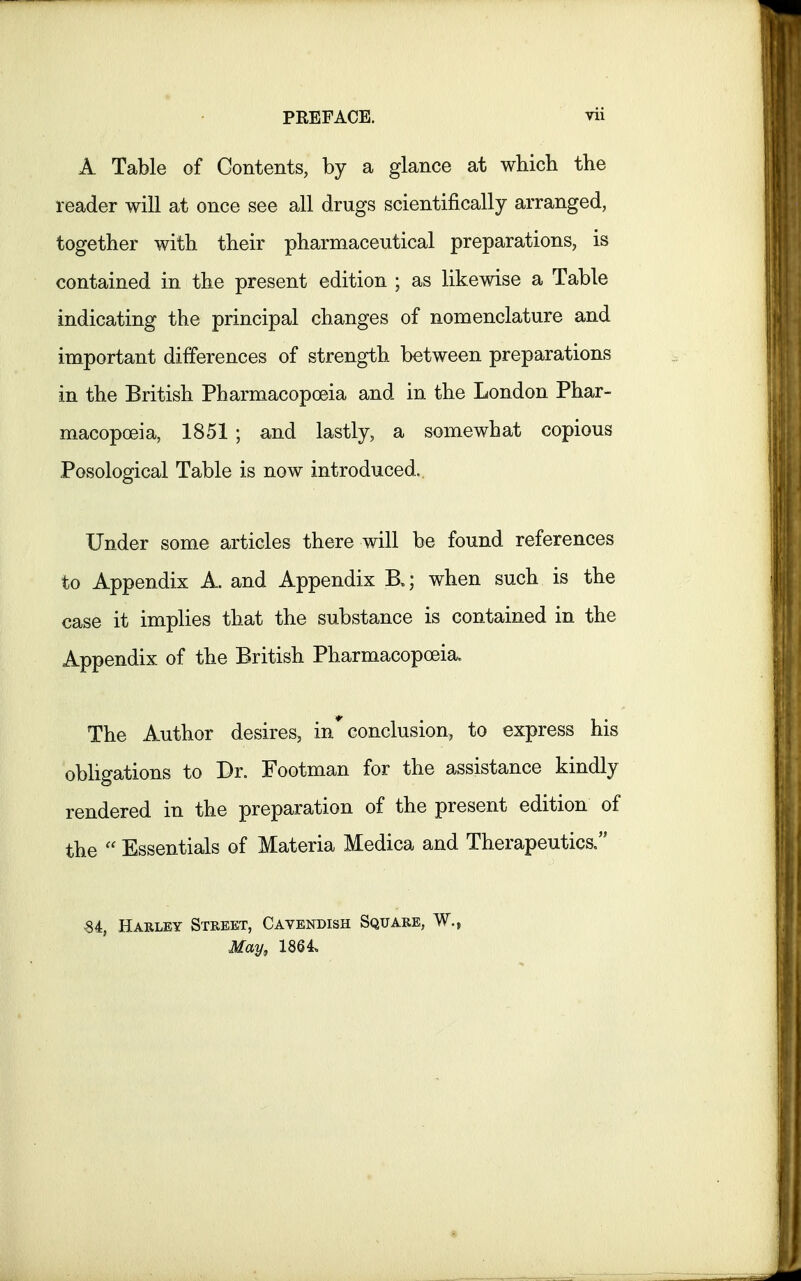 PREFACE. vii
A Table of Contents, by a glance at which the
reader will at once see all drugs scientifically arranged,
together with their pharmaceutical preparations, is
contained in the present edition ; as likewise a Table
indicating the principal changes of nomenclature and
important differences of strength between preparations
in the British Pharmacopœia and in the London Phar-
macopœia, 1851 ; and lastly, a somewhat copious
Posological Table is now introduced.
Under some articles there will be found references
to Appendix A. and Appendix B.; when such is the
case it implies that the substance is contained in the
Appendix of the British Pharmacopœia.
The Author desires, in conclusion, to express his
obligations to Dr. Footman for the assistance kindly
rendered in the preparation of the present edition of
the “ Essentials of Materia Medica and Therapeutics.”
84, Harley Street, Cavendish Square, W.,
May, 1864.